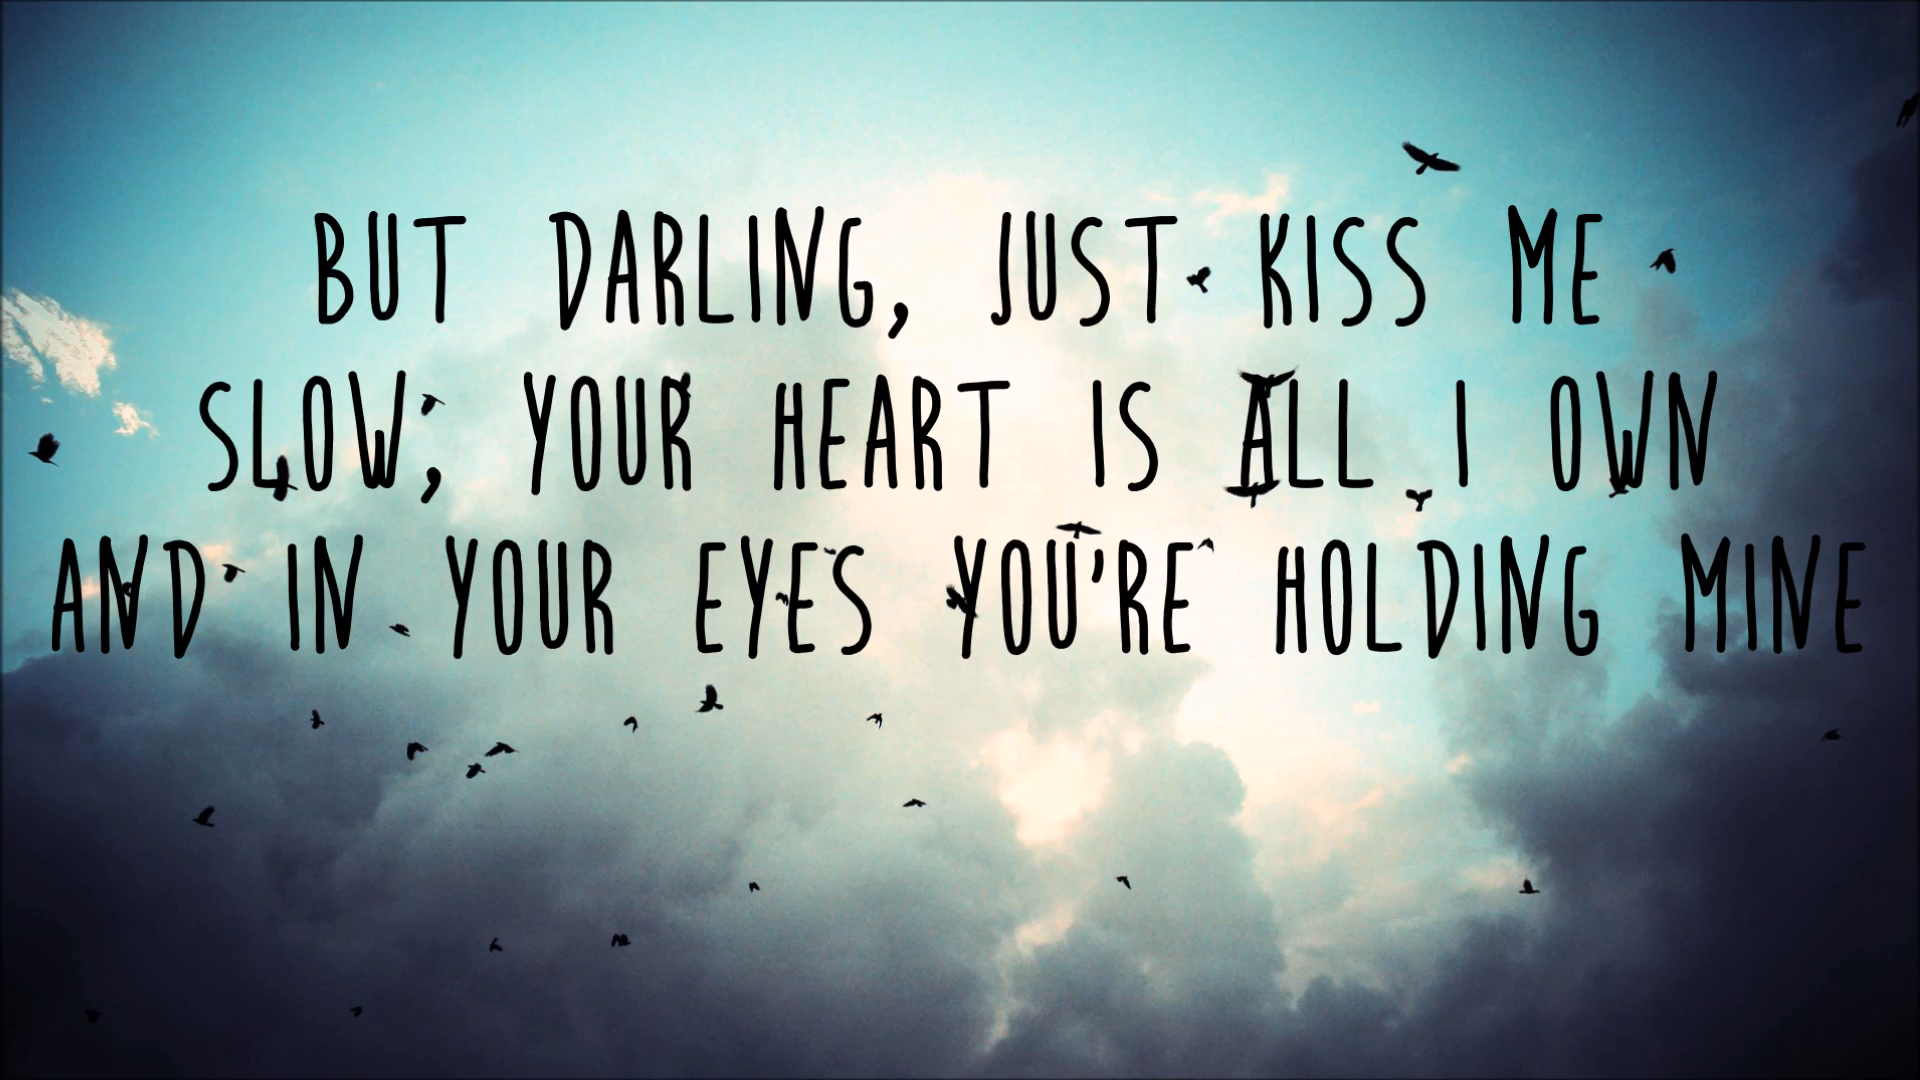 BUT DARLING, JUST KISS ME
SLOW; YOUR HEART IS ALL I OWN
AND IN YOUR EYES YOU'RE HOLDING MINE